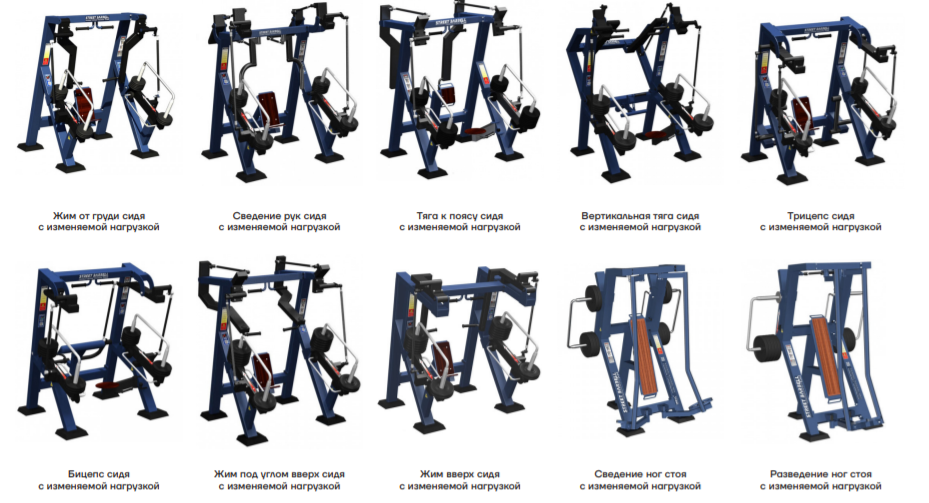 Жим от груди сидя
с изменяемой нагрузкой
Сведение рук сидя
с изменяемой нагрузкой
Тяга к поясу сидя
с изменяемой нагрузкой
Вертикальная тяга сидя
с изменяемой нагрузкой
Трицепс сидя
с изменяемой нагрузкой
Бицепс сидя
с изменяемой нагрузкой
Жим под углом вверх сидя
с изменяемой нагрузкой
Жим вверх сидя
с изменяемой нагрузкой
Сведение ног стоя
с изменяемой нагрузкой
Разведение ног стоя
с изменяемой нагрузкой